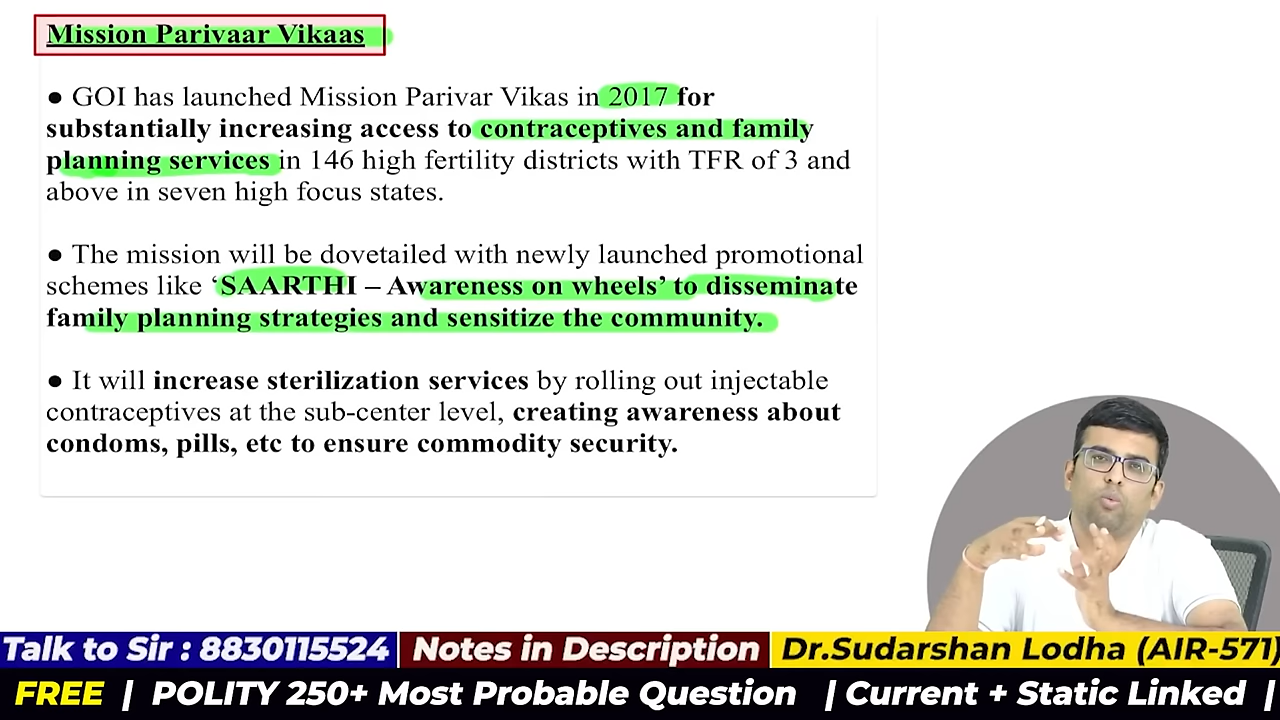 Mission Parivaar Vikaas
● GOI has launched Mission Parivar Vikas in 2017 for
substantially increasing access to contraceptives and family
planning services in 146 high fertility districts with TFR of 3 and
above in seven high focus states.
● The mission will be dovetailed with newly launched promotional
schemes like ‘SAARTHI – Awareness on wheels’ to disseminate
family planning strategies and sensitize the community.
● It will increase sterilization services by rolling out injectable
contraceptives at the sub-center level, creating awareness about
condoms, pills, etc to ensure commodity security.
Talk to Sir : 8830115524 Notes in Description Dr.Sudarshan Lodha (AIR-571)
FREE | POLITY 250+ Most Probable Question | Current + Static Linked |